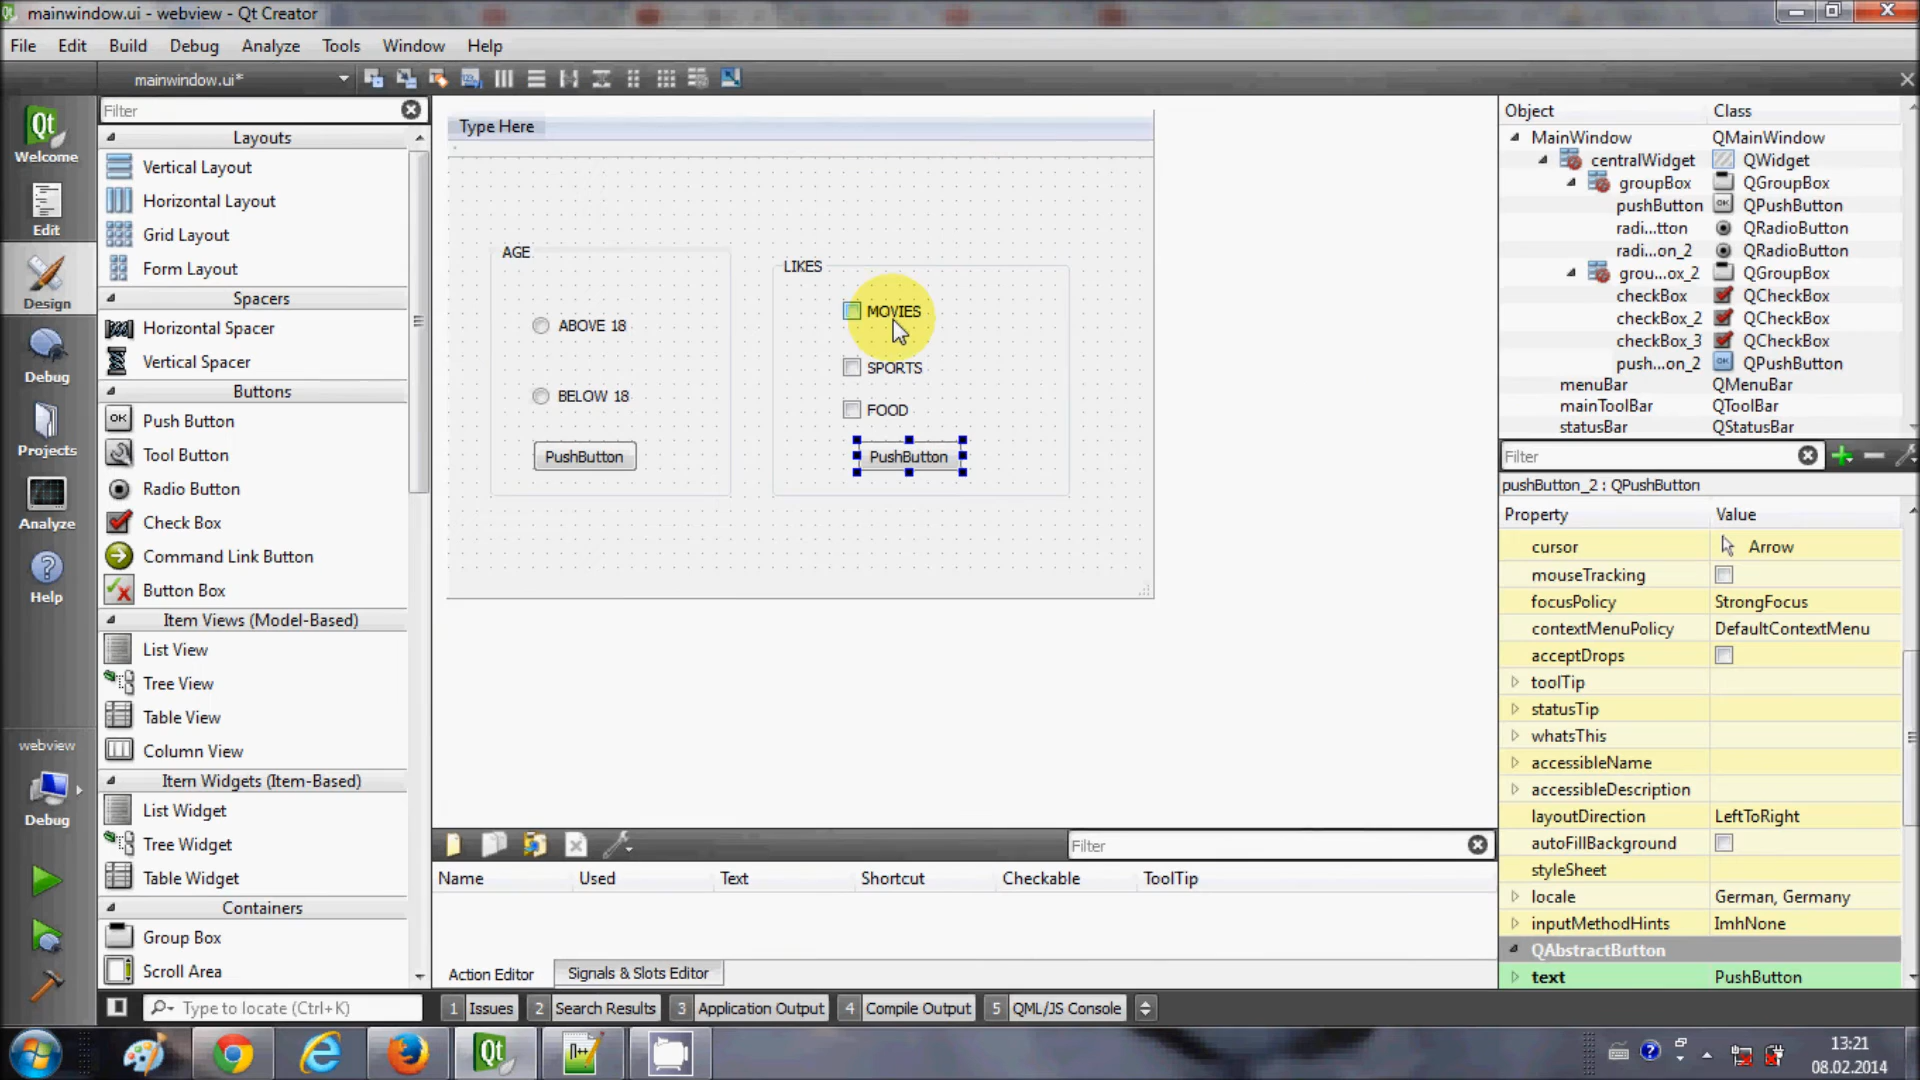 mainwindow.ui - webview - Qt Creator
File Edit Build Debug Analyze Tools Window Help
mainwindow.ui*
Welcome
Edit
Design
Debug
Projects
Analyze
Help
webview
Debug
Filter
Layouts
Vertical Layout
Horizontal Layout
Grid Layout
Form Layout
Spacers
Horizontal Spacer
Vertical Spacer
Buttons
OK Push Button
Tool Button
Radio Button
Check Box
Command Link Button
Button Box
Item Views (Model-Based)
List View
Tree View
Table View
Column View
Item Widgets (Item-Based)
List Widget
Tree Widget
Table Widget
Containers
Group Box
Scroll Area
Type Here
AGE
ABOVE 18
BELOW 18
PushButton
LIKES
MOVIES
SPORTS
FOOD
PushButton
Filter
Name Used Text Shortcut Checkable ToolTip
Action Editor Signals & Slots Editor
Object Class
MainWindow QMainWindow
centralWidget QWidget
groupBox QGroupBox
pushButton OK QPushButton
radi...tton QRadioButton
radi...on_2 QRadioButton
grou...ox_2 QGroupBox
checkBox QCheckBox
checkBox_2 QCheckBox
checkBox_3 QCheckBox
push...on_2 OK QPushButton
menuBar QMenuBar
mainToolBar QToolBar
statusBar QStatusBar
Filter
pushButton_2 : QPushButton
Property Value
cursor Arrow
mouseTracking
focusPolicy StrongFocus
contextMenuPolicy DefaultContextMenu
acceptDrops
toolTip
statusTip
whatsThis
accessibleName
accessibleDescription
layoutDirection LeftToRight
autoFillBackground
styleSheet
locale German, Germany
inputMethodHints ImhNone
QAbstractButton
text PushButton
Type to locate (Ctrl+K) 1 Issues 2 Search Results 3 Application Output 4 Compile Output 5 QML/JS Console
13:21
08.02.2014